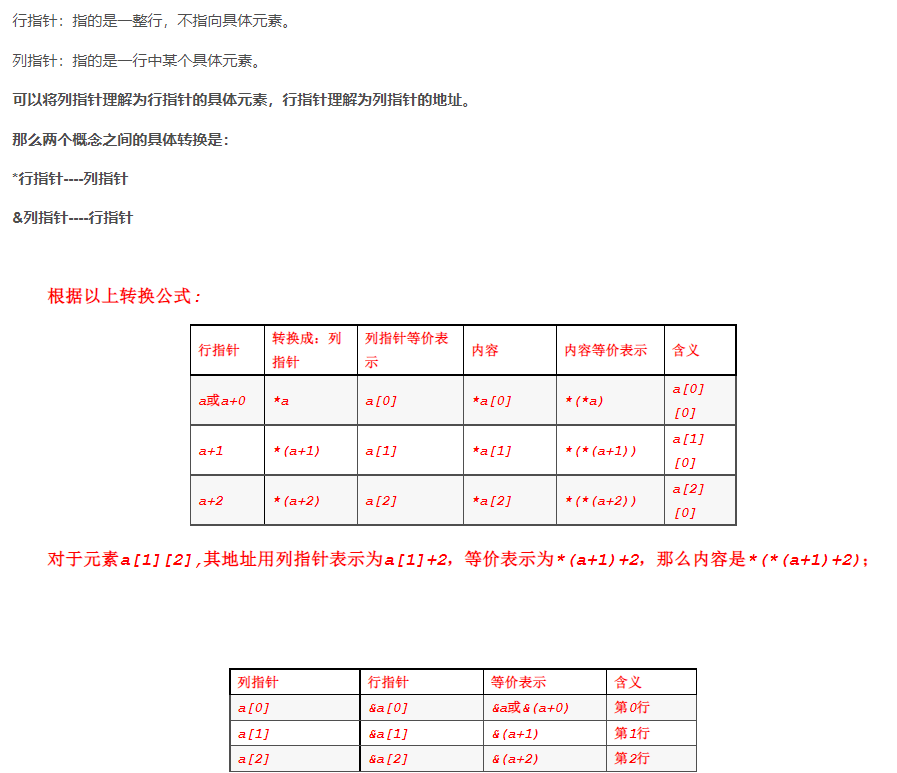 行指针：指的是一整行，不指向具体元素。
列指针：指的是一行中某个具体元素。
可以将列指针理解为行指针的具体元素，行指针理解为列指针的地址。
那么两个概念之间的具体转换是：
*行指针----列指针
&列指针----行指针
根据以上转换公式：
行指针 转换成：列指针 列指针等价表示 内容 内容等价表示 含义
a或a+0 *a a[0] *a[0] *(*a) a[0][0]
a+1 *(a+1) a[1] *a[1] *(*(a+1)) a[1][0]
a+2 *(a+2) a[2] *a[2] *(*(a+2)) a[2][0]
对于元素a[1][2],其地址用列指针表示为a[1]+2，等价表示为*(a+1)+2，那么内容是*(*(a+1)+2)；
列指针 行指针 等价表示 含义
a[0] &a[0] &a或&(a+0) 第0行
a[1] &a[1] &(a+1) 第1行
a[2] &a[2] &(a+2) 第2行